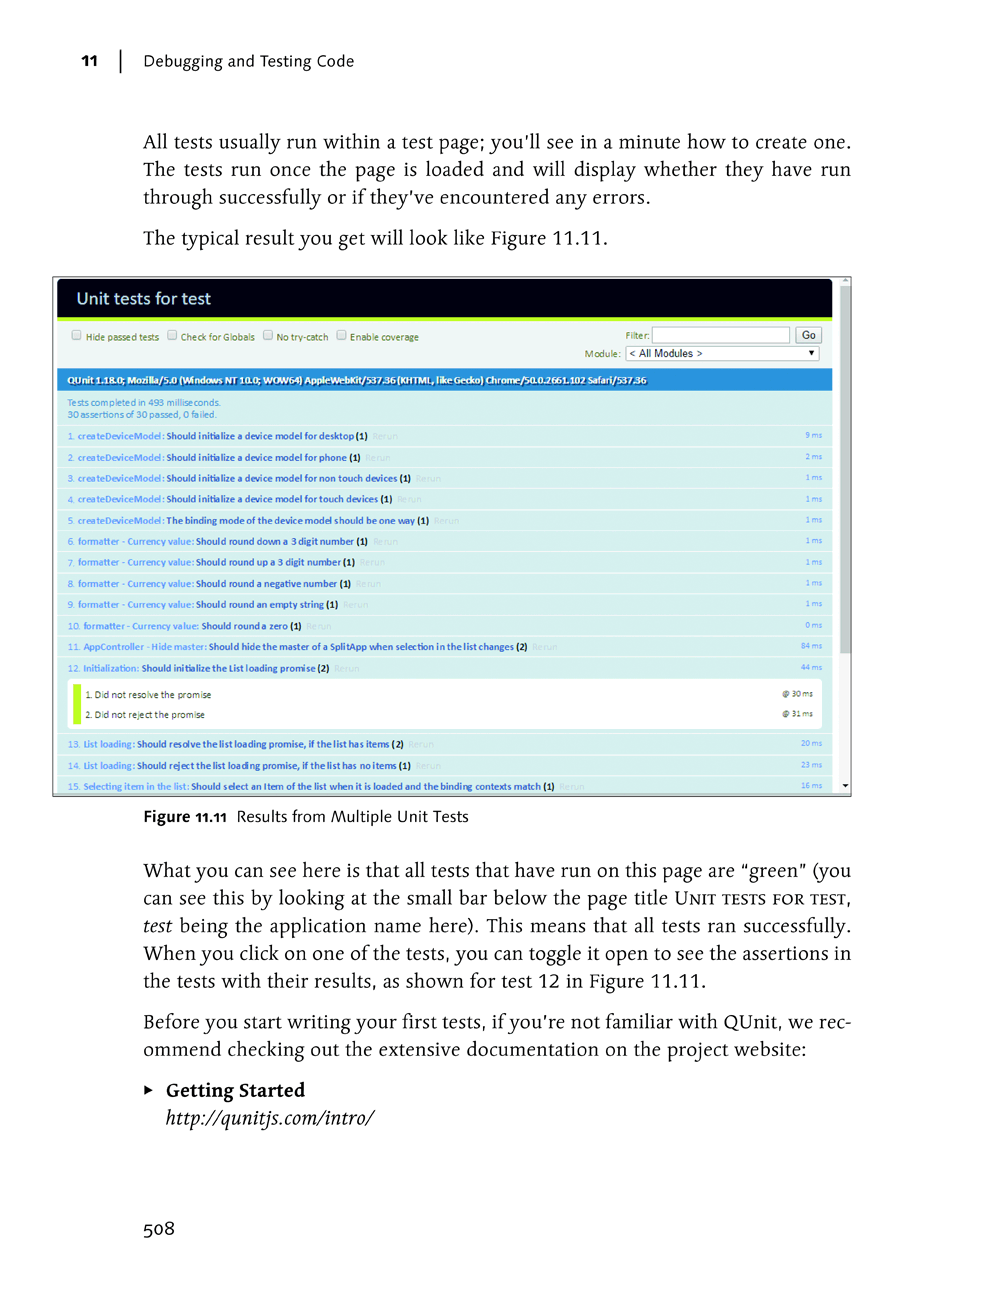 11 Debugging and Testing Code
All tests usually run within a test page; you’ll see in a minute how to create one.
The tests run once the page is loaded and will display whether they have run
through successfully or if they’ve encountered any errors.
The typical result you get will look like Figure 11.11.
Unit tests for test
Hide passed tests Check for Globals No try-catch Enable coverage Filter: Go
Module: < All Modules >
QUnit 1.18.0; Mozilla/5.0 (Windows NT 10.0; WOW64) AppleWebKit/537.36 (KHTML, like Gecko) Chrome/50.0.2661.102 Safari/537.36
Tests completed in 493 milliseconds.
30 assertions of 30 passed, 0 failed.
1. createDeviceModel: Should initialize a device model for desktop (1) Rerun 9 ms
2. createDeviceModel: Should initialize a device model for phone (1) Rerun 2 ms
3. createDeviceModel: Should initialize a device model for non touch devices (1) Rerun 1 ms
4. createDeviceModel: Should initialize a device model for touch devices (1) Rerun 1 ms
5. createDeviceModel: The binding mode of the device model should be one way (1) Rerun 1 ms
6. formatter - Currency value: Should round down a 3 digit number (1) Rerun 1 ms
7. formatter - Currency value: Should round up a 3 digit number (1) Rerun 1 ms
8. formatter - Currency value: Should round a negative number (1) Rerun 1 ms
9. formatter - Currency value: Should round an empty string (1) Rerun 1 ms
10. formatter - Currency value: Should round a zero (1) Rerun 0 ms
11. AppController - Hide master: Should hide the master of a SplitApp when selection in the list changes (2) Rerun 84 ms
12. Initialization: Should initialize the List loading promise (2) Rerun 44 ms
1. Did not resolve the promise @ 30 ms
2. Did not reject the promise @ 31 ms
13. List loading: Should resolve the list loading promise, if the list has items (2) Rerun 20 ms
14. List loading: Should reject the list loading promise, if the list has no items (1) Rerun 23 ms
15. Selecting item in the list: Should select an Item of the list when it is loaded and the binding contexts match (1) Rerun 16 ms
Figure 11.11 Results from Multiple Unit Tests
What you can see here is that all tests that have run on this page are “green” (you
can see this by looking at the small bar below the page title UNIT TESTS FOR TEST,
test being the application name here). This means that all tests ran successfully.
When you click on one of the tests, you can toggle it open to see the assertions in
the tests with their results, as shown for test 12 in Figure 11.11.
Before you start writing your first tests, if you’re not familiar with QUnit, we rec-
ommend checking out the extensive documentation on the project website:
▶ Getting Started
http://qunitjs.com/intro/
508